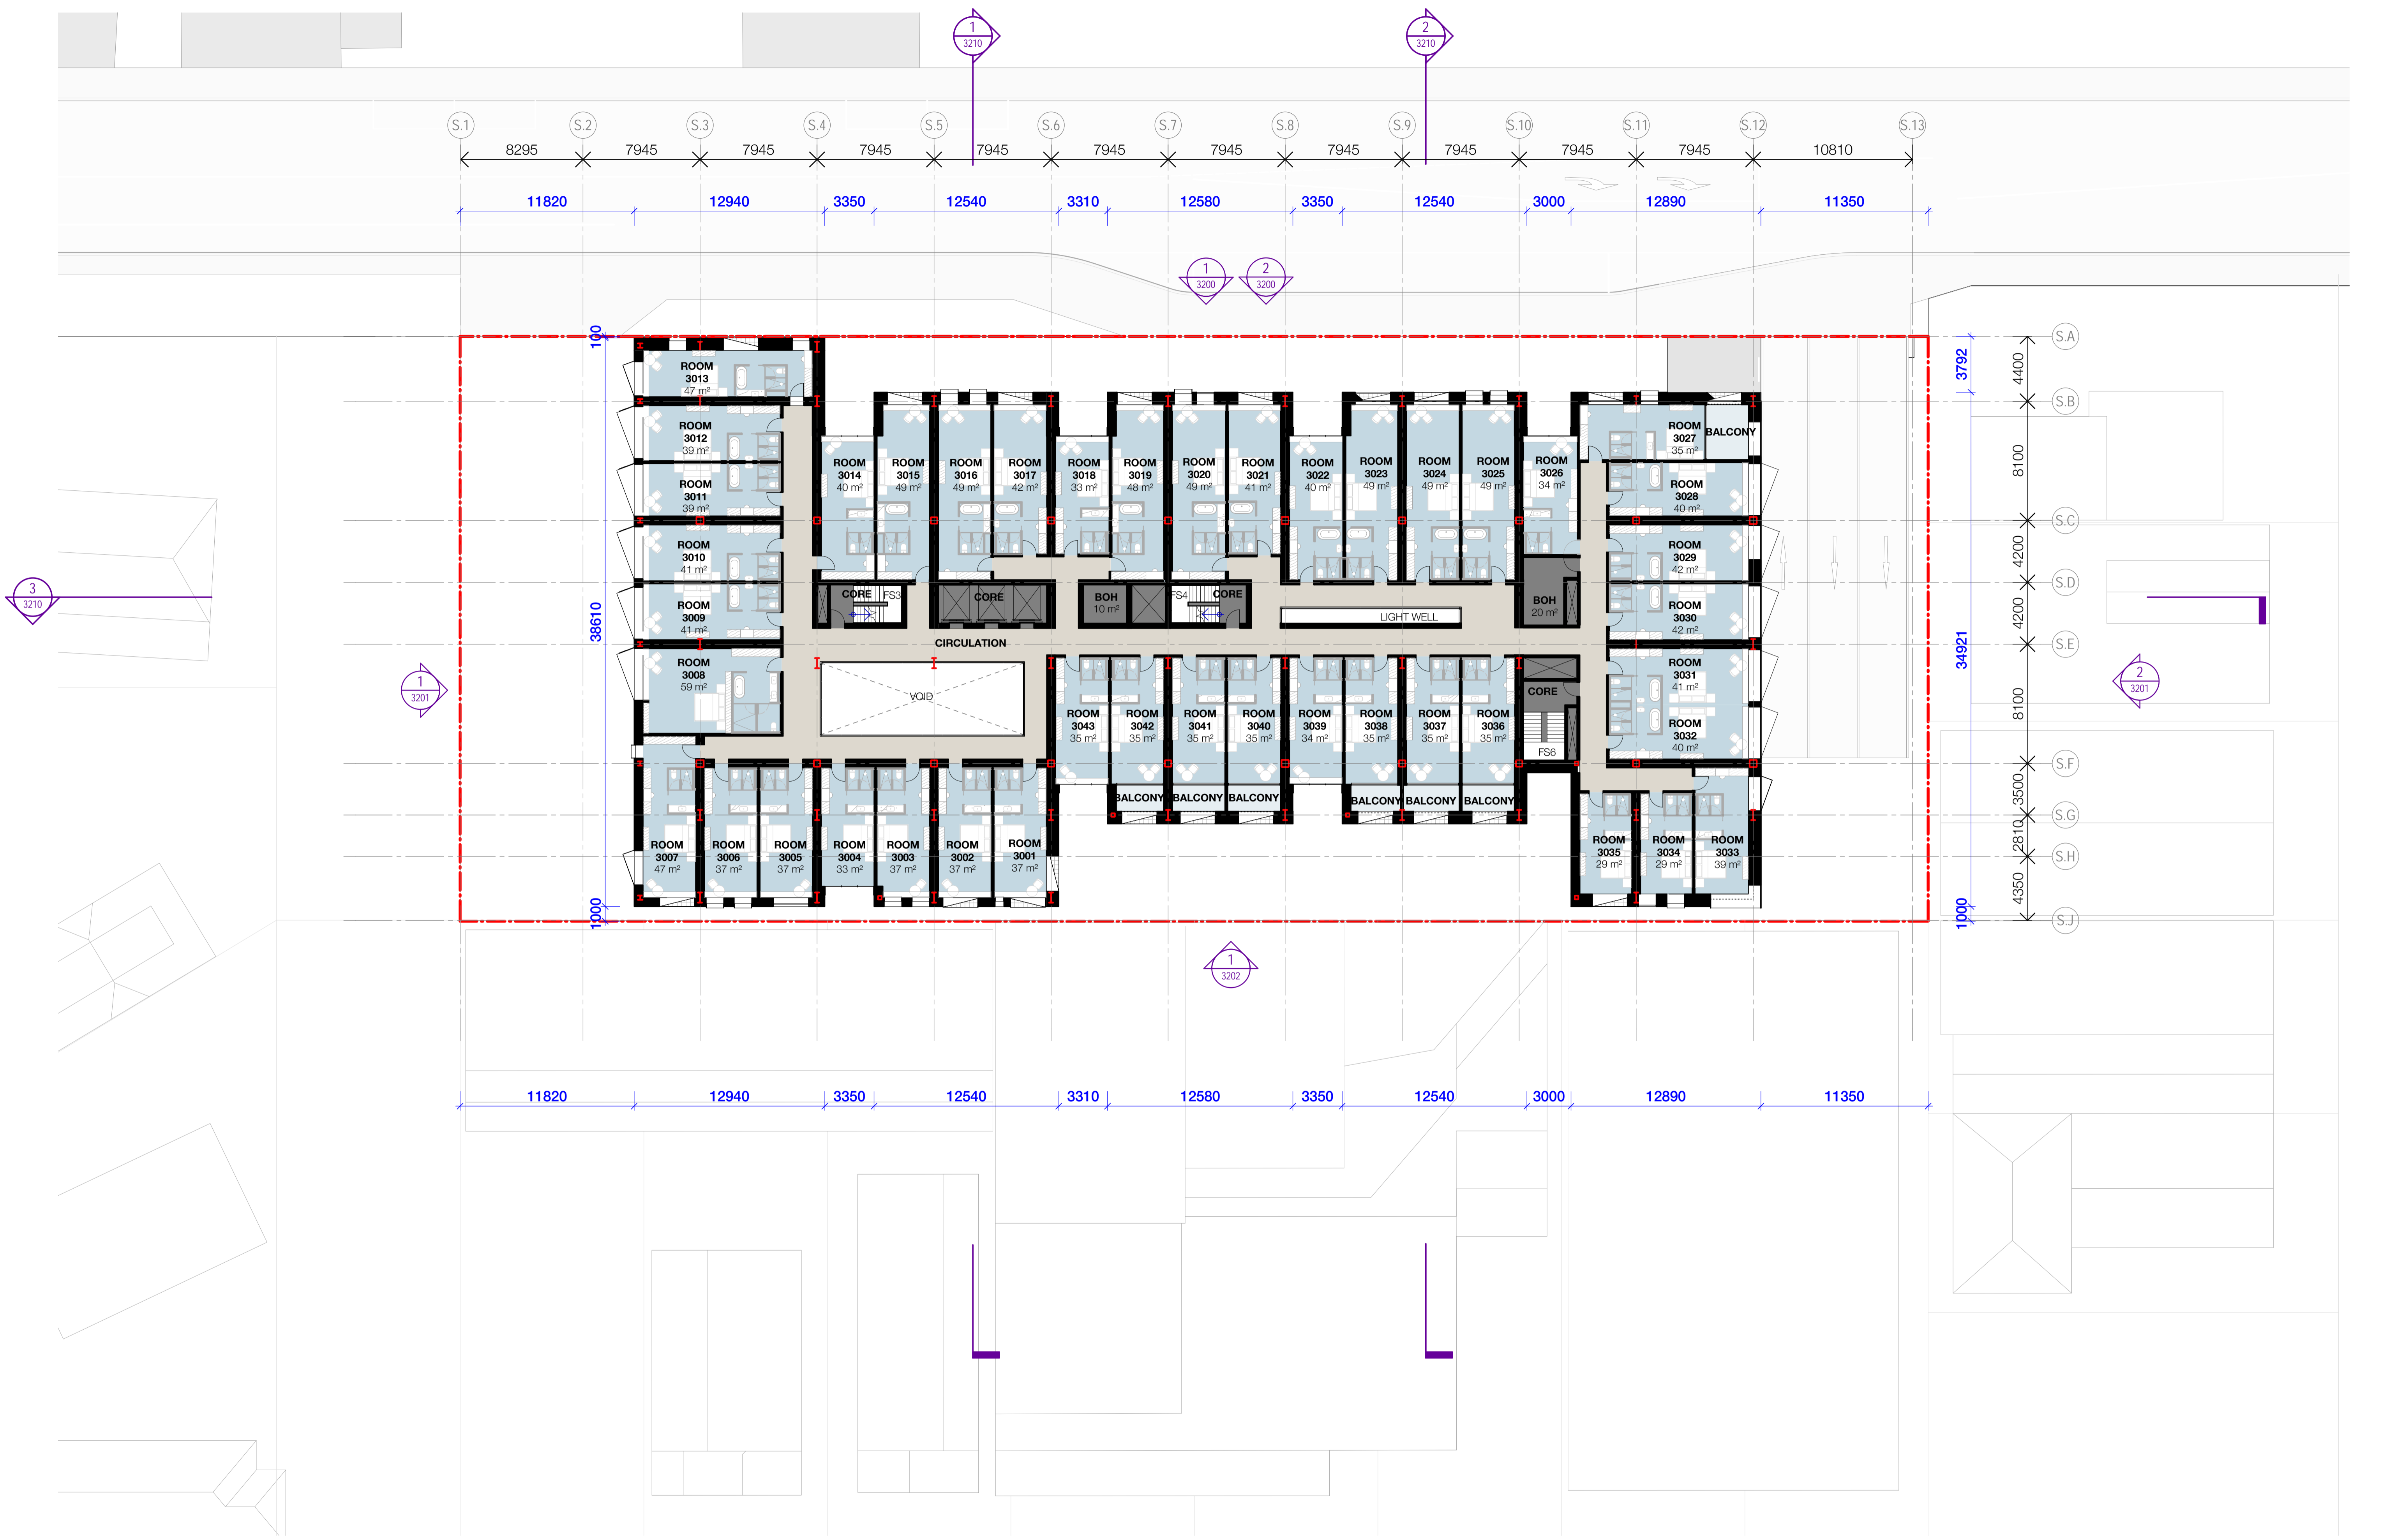 1
3210
2
3210
S.1 S.2 S.3 S.4 S.5 S.6 S.7 S.8 S.9 S.10 S.11 S.12 S.13
8295 7945 7945 7945 7945 7945 7945 7945 7945 7945 7945 10810
11820 12940 3350 12540 3310 12580 3350 12540 3000 12890 11350
1
3200
2
3200
100
38610
1000
3792
34921
1000
4400
8100
4200
4200
8100
3500
2810
4350
S.A
S.B
S.C
S.D
S.E
S.F
S.G
S.H
S.J
3
3210
1
3201
2
3201
ROOM
3013
47 m²
ROOM
3012
39 m²
ROOM
3011
39 m²
ROOM
3010
41 m²
ROOM
3009
41 m²
ROOM
3008
59 m²
ROOM
3014
40 m²
ROOM
3015
49 m²
ROOM
3016
49 m²
ROOM
3017
42 m²
ROOM
3018
33 m²
ROOM
3019
48 m²
ROOM
3020
49 m²
ROOM
3021
41 m²
ROOM
3022
40 m²
ROOM
3023
49 m²
ROOM
3024
49 m²
ROOM
3025
49 m²
ROOM
3026
34 m²
ROOM
3027
35 m²
BALCONY
ROOM
3028
40 m²
ROOM
3029
42 m²
ROOM
3030
42 m²
ROOM
3031
41 m²
ROOM
3032
40 m²
CORE
FS3
CORE
BOH
10 m²
FS4
CORE
LIGHT WELL
BOH
20 m²
CIRCULATION
VOID
CORE
FS6
ROOM
3043
35 m²
ROOM
3042
35 m²
ROOM
3041
35 m²
ROOM
3040
35 m²
ROOM
3039
34 m²
ROOM
3038
35 m²
ROOM
3037
35 m²
ROOM
3036
35 m²
BALCONY
BALCONY
BALCONY
BALCONY
BALCONY
BALCONY
ROOM
3007
47 m²
ROOM
3006
37 m²
ROOM
3005
37 m²
ROOM
3004
33 m²
ROOM
3003
37 m²
ROOM
3002
37 m²
ROOM
3001
37 m²
ROOM
3035
29 m²
ROOM
3034
29 m²
ROOM
3033
39 m²
1
3202
11820 12940 3350 12540 3310 12580 3350 12540 3000 12890 11350